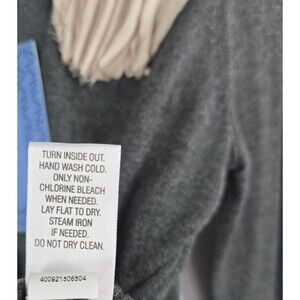 TURN INSIDE OUT.
HAND WASH COLD.
ONLY NON-
CHLORINE BLEACH
WHEN NEEDED.
LAY FLAT TO DRY.
STEAM IRON
IF NEEDED.
DO NOT DRY CLEAN.
400921306504